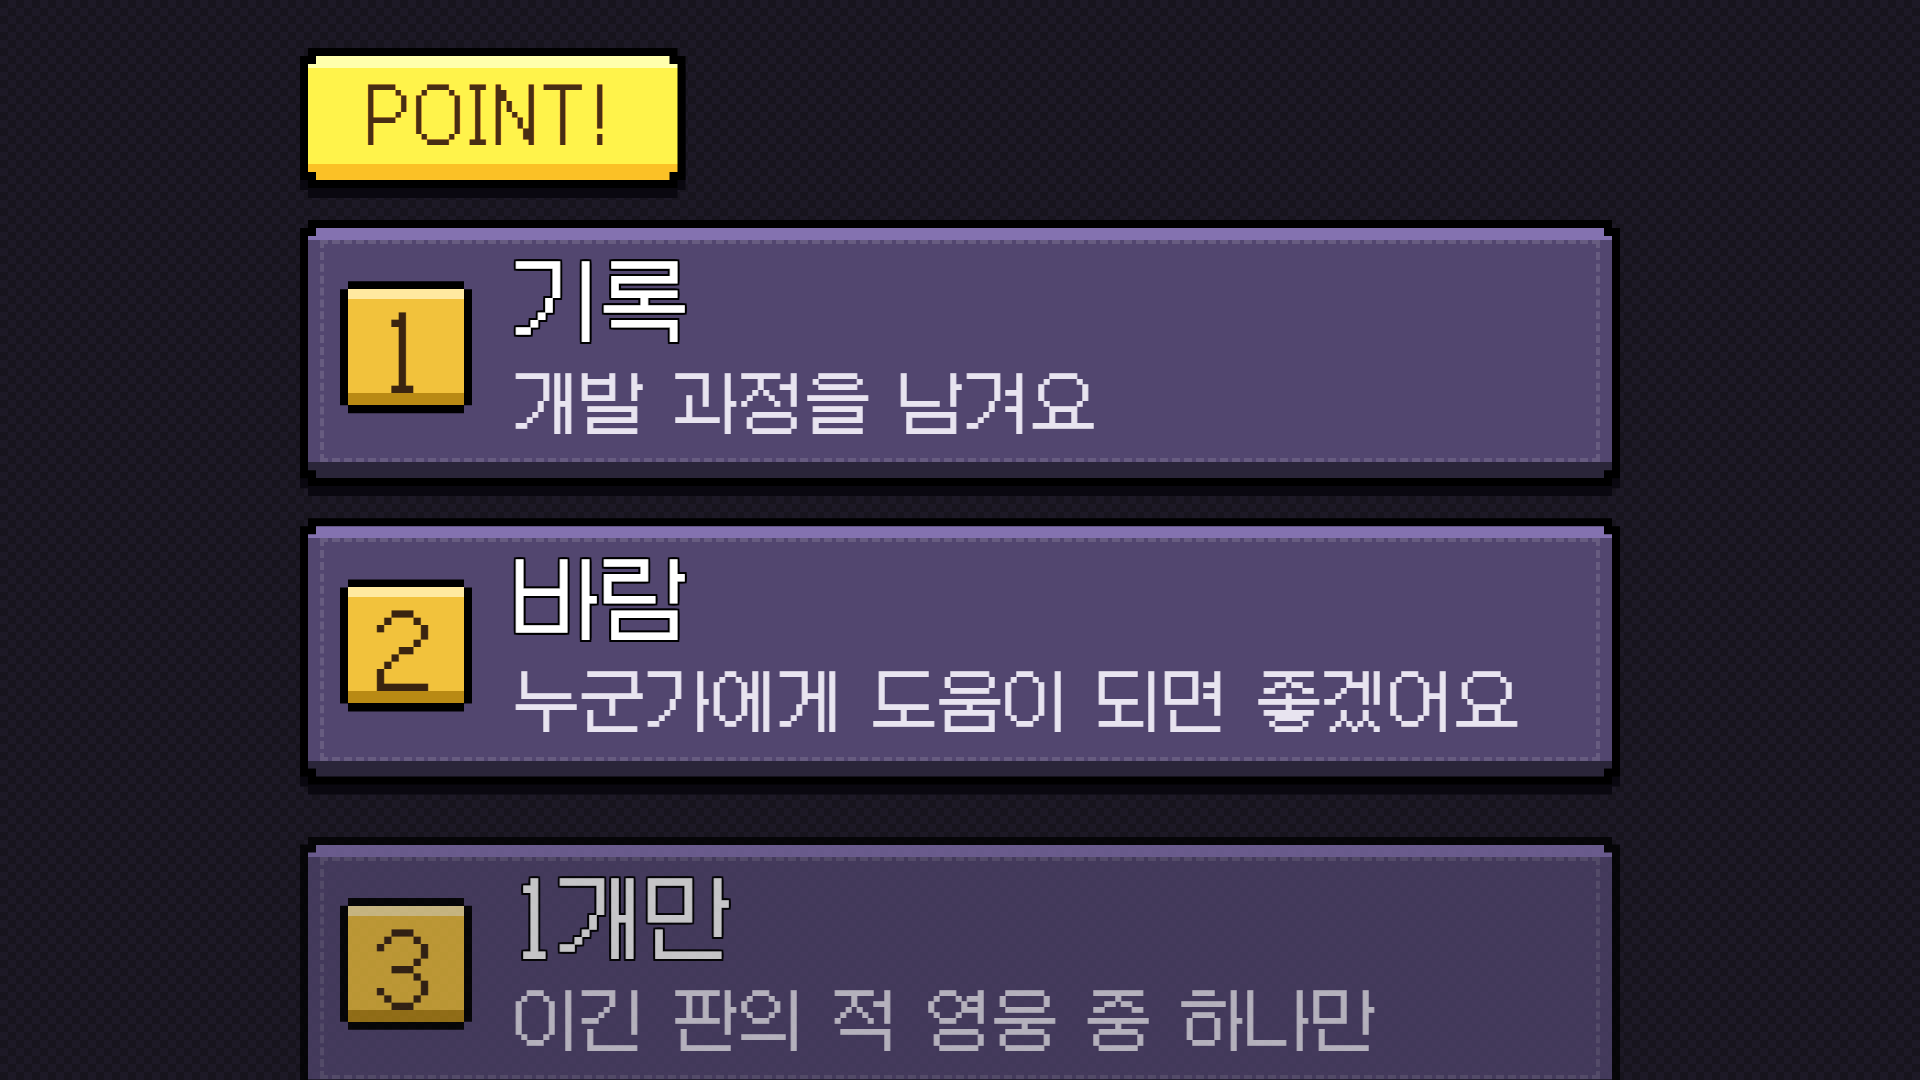 POINT!
1
기록
개발 과정을 남겨요
2
바람
누군가에게 도움이 되면 좋겠어요
3
1개만
이긴 판의 적 영웅 중 하나만